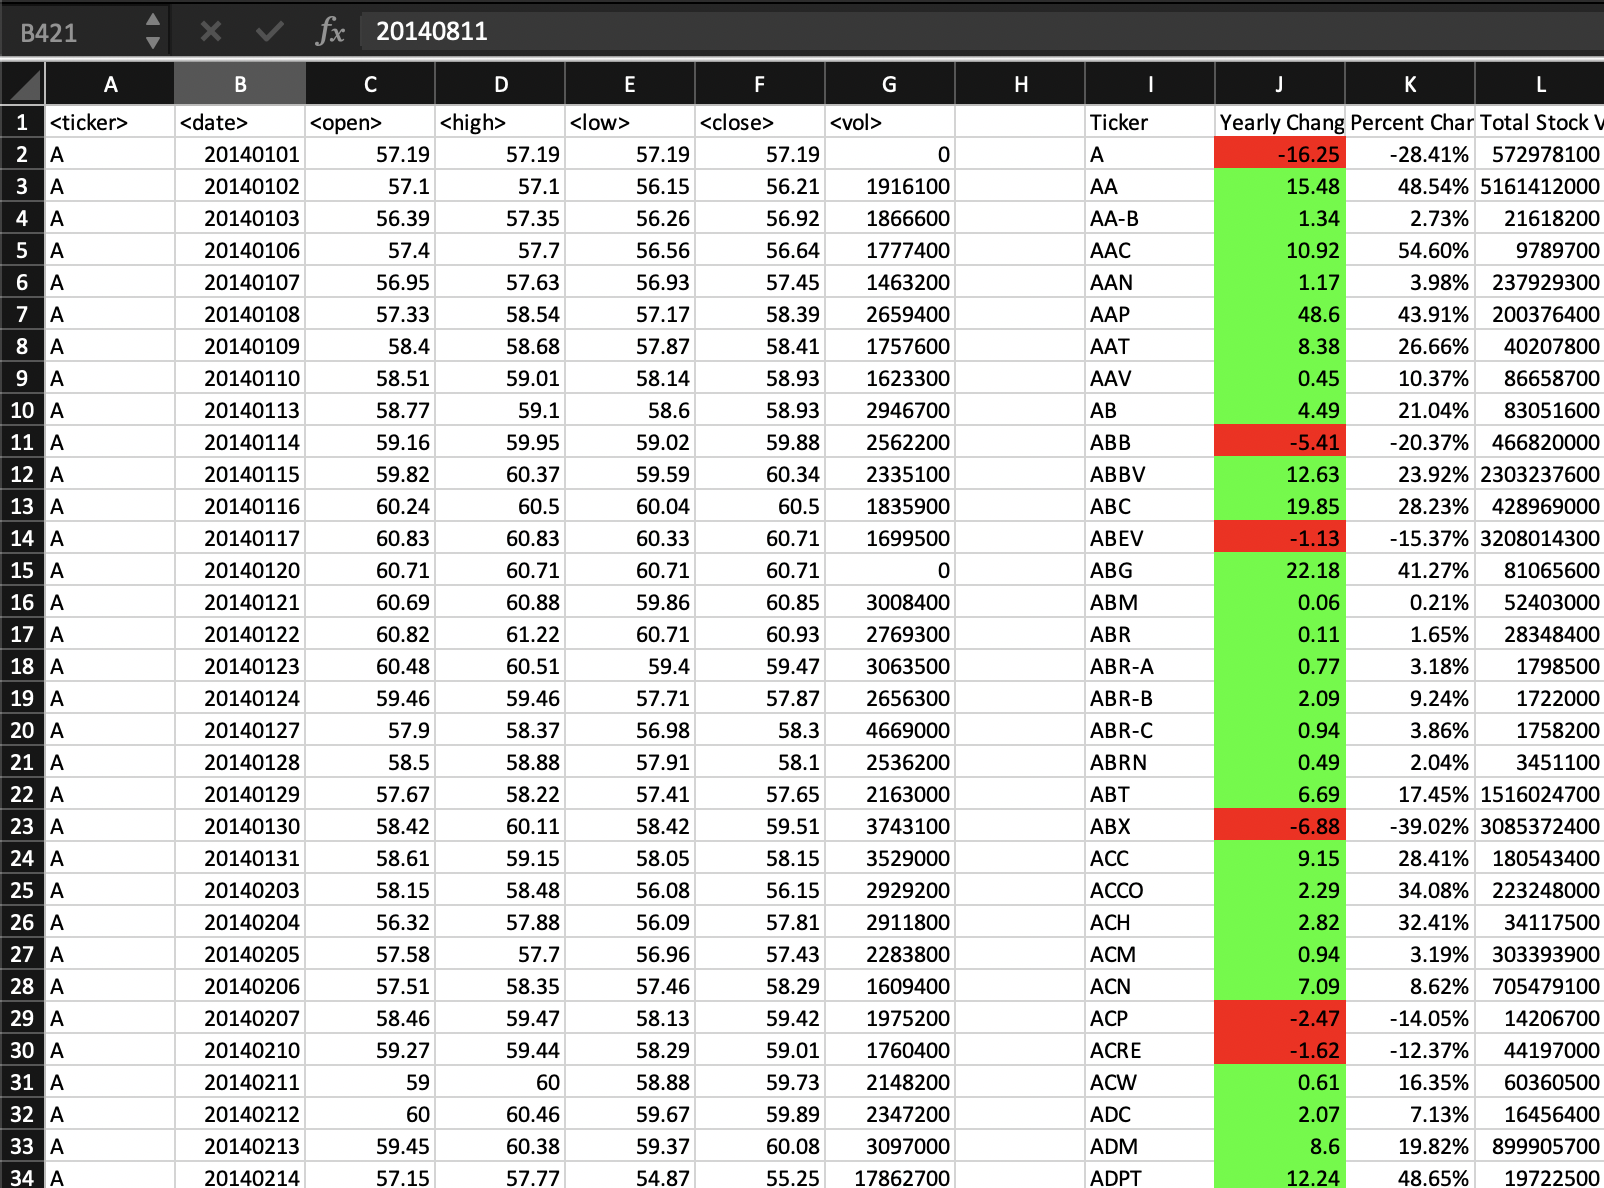 B421 fx 20140811
A B C D E F G H I J K L
1 <ticker> <date> <open> <high> <low> <close> <vol> Ticker Yearly Chang Percent Char Total Stock V
2 A 20140101 57.19 57.19 57.19 57.19 0 A -16.25 -28.41% 572978100
3 A 20140102 57.1 57.1 56.15 56.21 1916100 AA 15.48 48.54% 5161412000
4 A 20140103 56.39 57.35 56.26 56.92 1866600 AA-B 1.34 2.73% 21618200
5 A 20140106 57.4 57.7 56.56 56.64 1777400 AAC 10.92 54.60% 9789700
6 A 20140107 56.95 57.63 56.93 57.45 1463200 AAN 1.17 3.98% 237929300
7 A 20140108 57.33 58.54 57.17 58.39 2659400 AAP 48.6 43.91% 200376400
8 A 20140109 58.4 58.68 57.87 58.41 1757600 AAT 8.38 26.66% 40207800
9 A 20140110 58.51 59.01 58.14 58.93 1623300 AAV 0.45 10.37% 86658700
10 A 20140113 58.77 59.1 58.6 58.93 2946700 AB 4.49 21.04% 83051600
11 A 20140114 59.16 59.95 59.02 59.88 2562200 ABB -5.41 -20.37% 466820000
12 A 20140115 59.82 60.37 59.59 60.34 2335100 ABBV 12.63 23.92% 2303237600
13 A 20140116 60.24 60.5 60.04 60.5 1835900 ABC 19.85 28.23% 428969000
14 A 20140117 60.83 60.83 60.33 60.71 1699500 ABEV -1.13 -15.37% 3208014300
15 A 20140120 60.71 60.71 60.71 60.71 0 ABG 22.18 41.27% 81065600
16 A 20140121 60.69 60.88 59.86 60.85 3008400 ABM 0.06 0.21% 52403000
17 A 20140122 60.82 61.22 60.71 60.93 2769300 ABR 0.11 1.65% 28348400
18 A 20140123 60.48 60.51 59.4 59.47 3063500 ABR-A 0.77 3.18% 1798500
19 A 20140124 59.46 59.46 57.71 57.87 2656300 ABR-B 2.09 9.24% 1722000
20 A 20140127 57.9 58.37 56.98 58.3 4669000 ABR-C 0.94 3.86% 1758200
21 A 20140128 58.5 58.88 57.91 58.1 2536200 ABRN 0.49 2.04% 3451100
22 A 20140129 57.67 58.22 57.41 57.65 2163000 ABT 6.69 17.45% 1516024700
23 A 20140130 58.42 60.11 58.42 59.51 3743100 ABX -6.88 -39.02% 3085372400
24 A 20140131 58.61 59.15 58.05 58.15 3529000 ACC 9.15 28.41% 180543400
25 A 20140203 58.15 58.48 56.08 56.15 2929200 ACCO 2.29 34.08% 223248000
26 A 20140204 56.32 57.88 56.09 57.81 2911800 ACH 2.82 32.41% 34117500
27 A 20140205 57.58 57.7 56.96 57.43 2283800 ACM 0.94 3.19% 303393900
28 A 20140206 57.51 58.35 57.46 58.29 1609400 ACN 7.09 8.62% 705479100
29 A 20140207 58.46 59.47 58.13 59.42 1975200 ACP -2.47 -14.05% 14206700
30 A 20140210 59.27 59.44 58.29 59.01 1760400 ACRE -1.62 -12.37% 44197000
31 A 20140211 59 60 58.88 59.73 2148200 ACW 0.61 16.35% 60360500
32 A 20140212 60 60.46 59.67 59.89 2347200 ADC 2.07 7.13% 16456400
33 A 20140213 59.45 60.38 59.37 60.08 3097000 ADM 8.6 19.82% 899905700
34 A 20140214 57.15 57.77 54.87 55.25 17862700 ADPT 12.24 48.65% 19722500